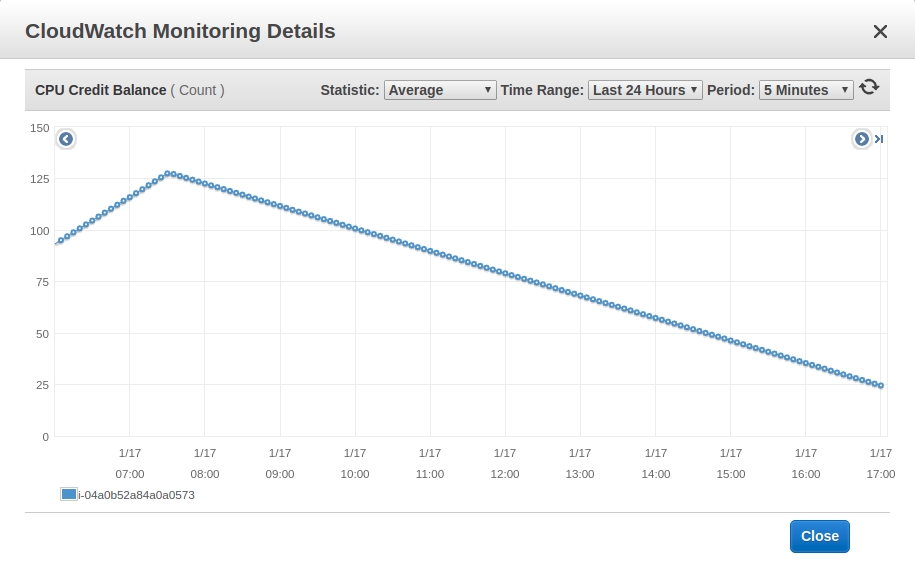 CloudWatch Monitoring Details
CPU Credit Balance ( Count )
Statistic: Average Time Range: Last 24 Hours Period: 5 Minutes
150
125
100
75
50
25
0
1/17 1/17 1/17 1/17 1/17 1/17 1/17 1/17 1/17 1/17 1/17
07:00 08:00 09:00 10:00 11:00 12:00 13:00 14:00 15:00 16:00 17:00
i-04a0b52a84a0a0573
Close